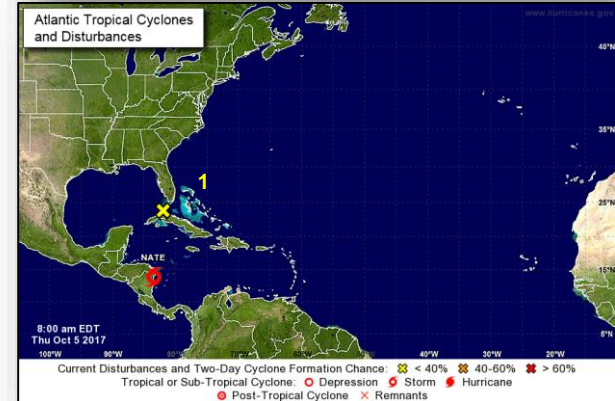 Atlantic Tropical Cyclones
and Disturbances
www.hurricanes.gov
45°N
35°N
1
25°N
NATE
15°N
8:00 am EDT
Thu Oct 5 2017
5°N
100°W 90°W 80°W 70°W 60°W 50°W 40°W 30°W 20°W
Current Disturbances and Two-Day Cyclone Formation Chance: < 40% 40-60% > 60%
Tropical or Sub-Tropical Cyclone: Depression Storm Hurricane
Post-Tropical Cyclone Remnants